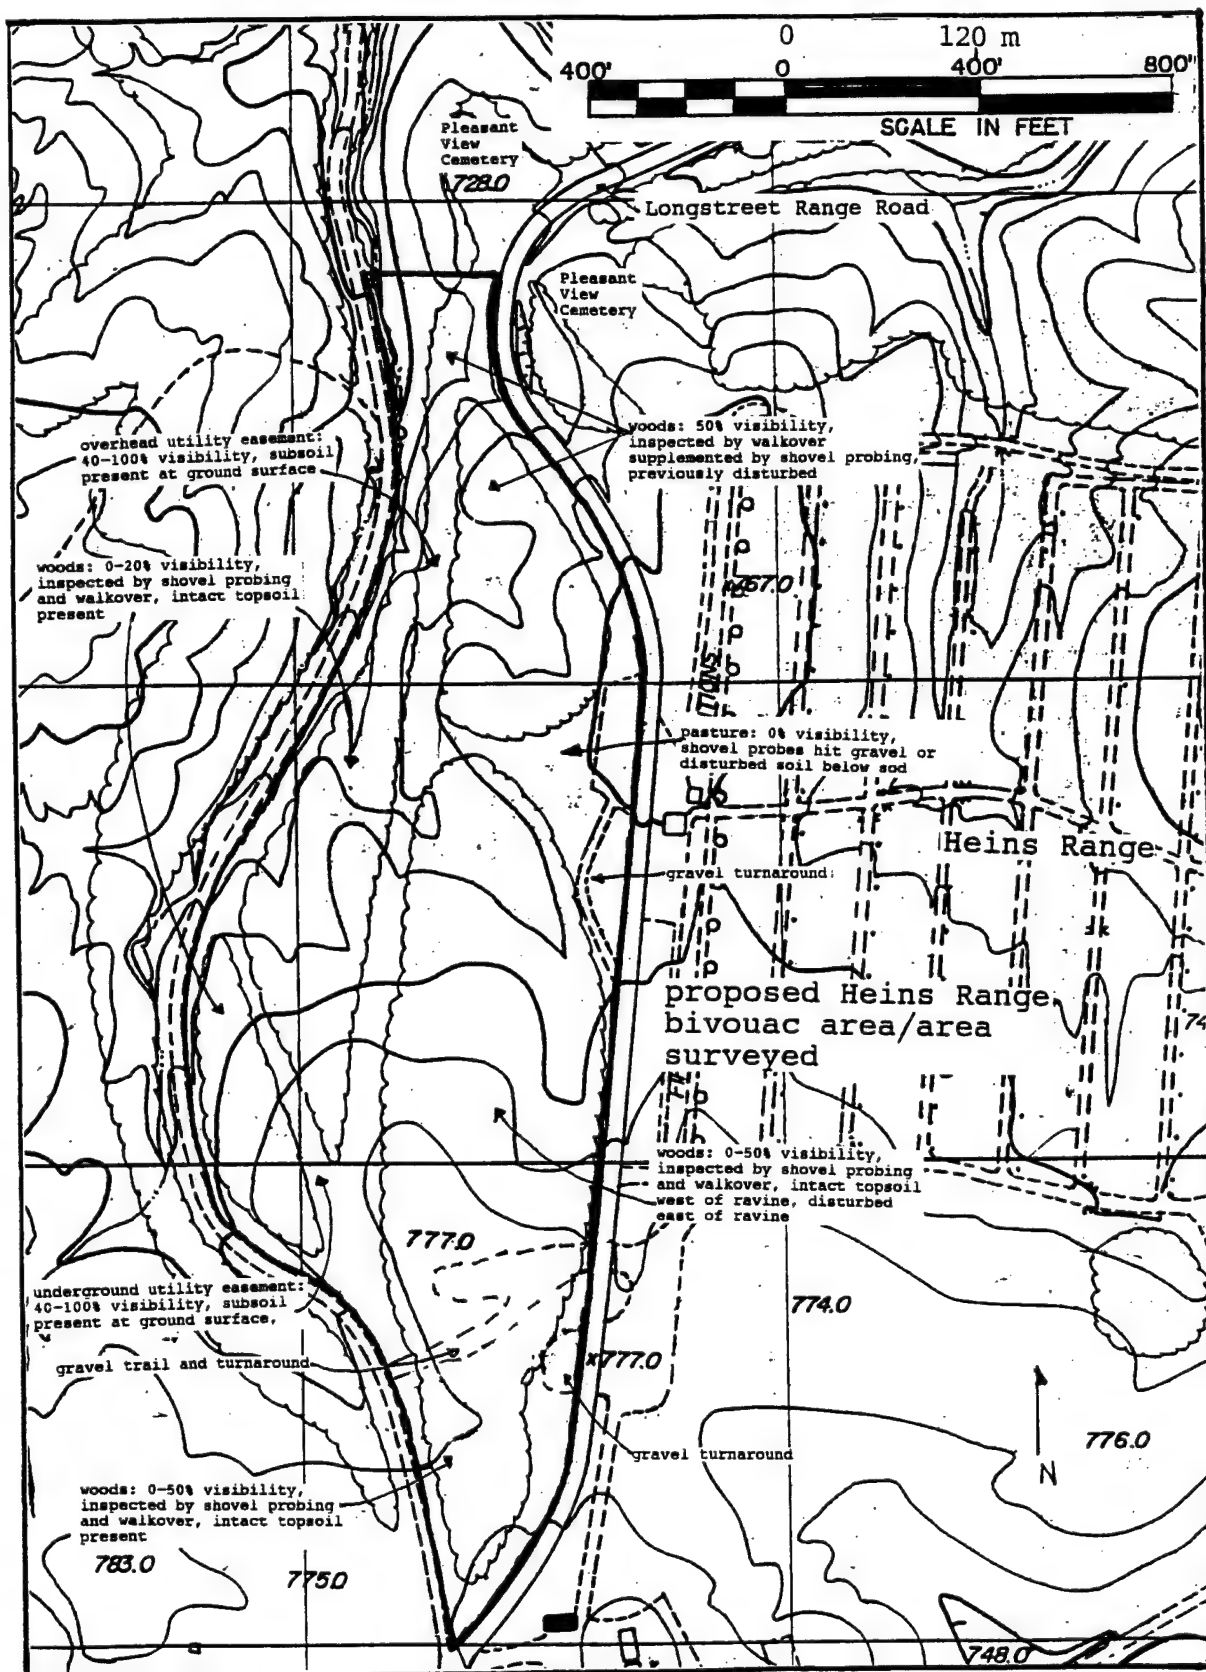 0 120 m
400' 0 400' 800'
SCALE IN FEET
Pleasant
View
Cemetery
728.0
Longstreet Range Road
Pleasant
View
Cemetery
overhead utility easement:
40-100% visibility, subsoil
present at ground surface
woods: 50% visibility,
inspected by walkover
supplemented by shovel probing,
previously disturbed
woods: 0-20% visibility,
inspected by shovel probing
and walkover, intact topsoil
present
x767.0
pasture: 0% visibility,
shovel probes hit gravel or
disturbed soil below sod
Heins Range
gravel turnaround
proposed Heins Range
bivouac area/area
surveyed
74
woods: 0-50% visibility,
inspected by shovel probing
and walkover, intact topsoil
west of ravine, disturbed
east of ravine
777.0
underground utility easement:
40-100% visibility, subsoil
present at ground surface,
774.0
gravel trail and turnaround
x777.0
776.0
gravel turnaround
N
woods: 0-50% visibility,
inspected by shovel probing
and walkover, intact topsoil
present
783.0
775.0
748.0